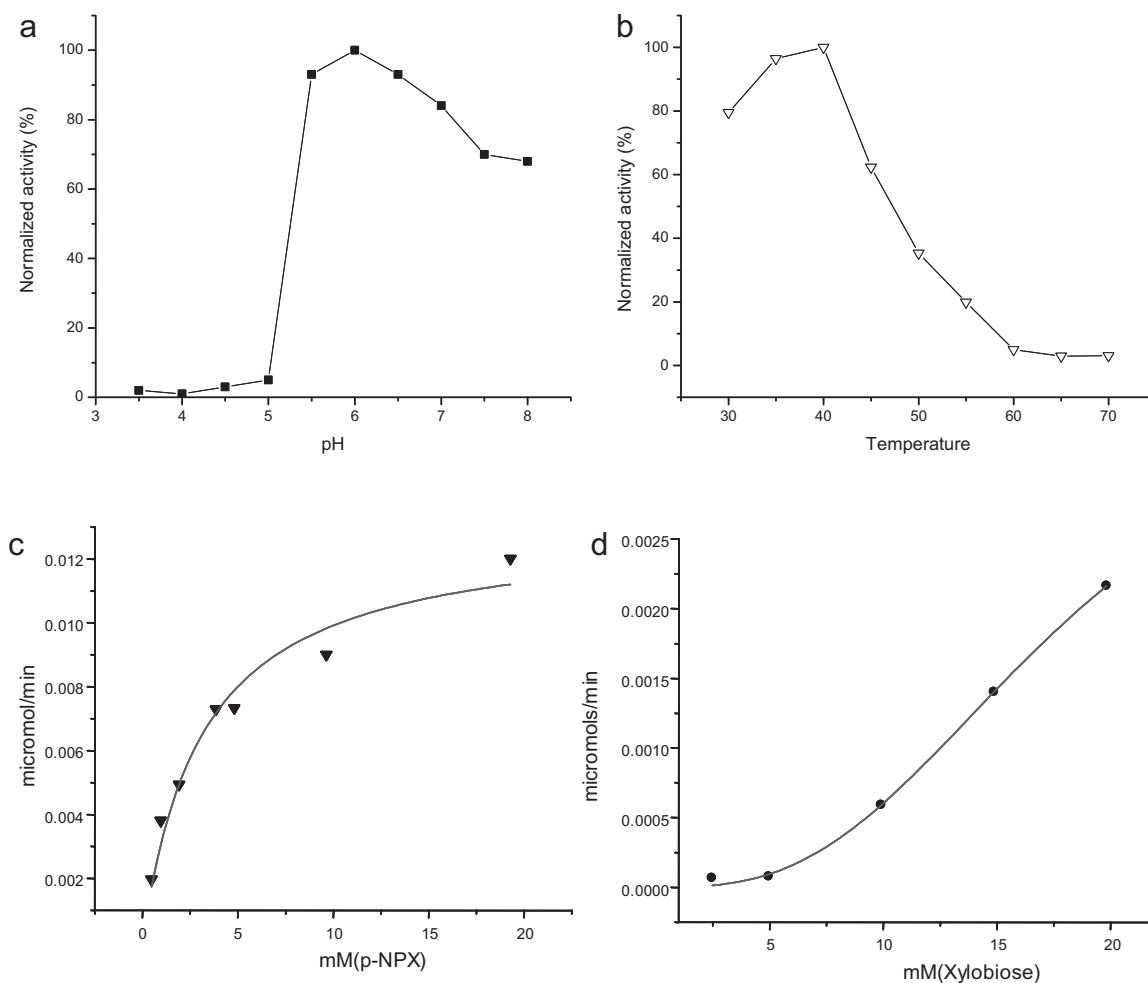 a
Normalized activity (%)
100
80
60
40
20
0
3 4 5 6 7 8
pH
b
Normalized activity (%)
100
80
60
40
20
0
30 40 50 60 70
Temperature
c
micromol/min
0.012
0.010
0.008
0.006
0.004
0.002
0 5 10 15 20
mM(p-NPX)
d
micromols/min
0.0025
0.0020
0.0015
0.0010
0.0005
0.0000
5 10 15 20
mM(Xylobiose)